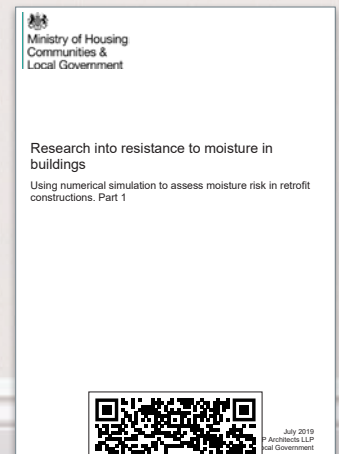 Ministry of Housing
Communities &
Local Government
Research into resistance to moisture in
buildings
Using numerical simulation to assess moisture risk in retrofit
constructions. Part 1
July 2019
P Architects LLP
ocal Government